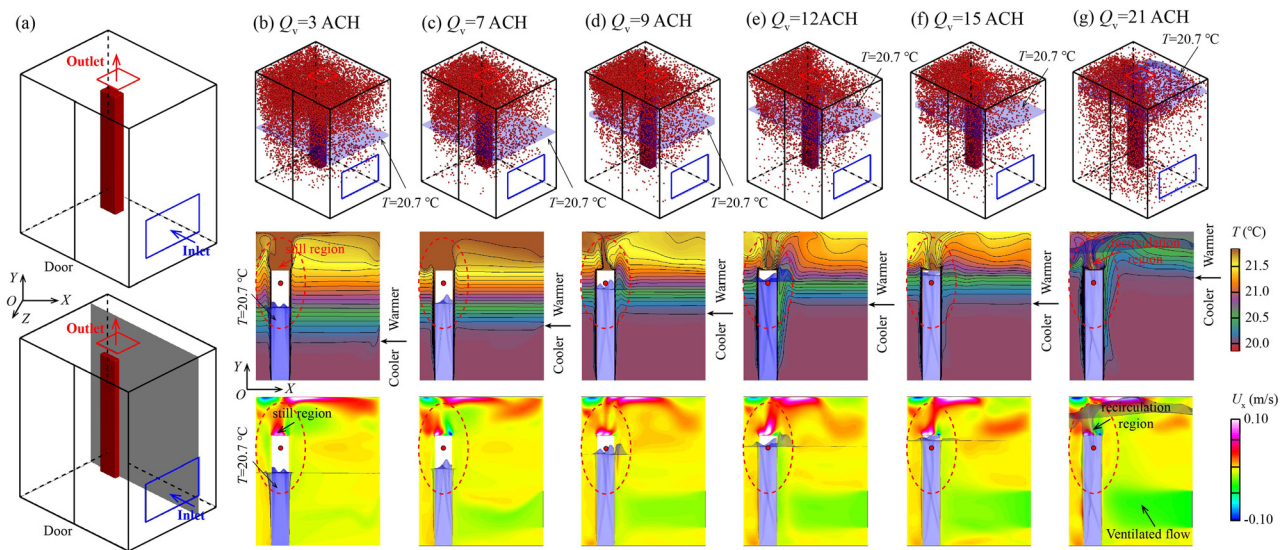 (a)
(b) Qv=3 ACH
(c) Qv=7 ACH
(d) Qv=9 ACH
(e) Qv=12ACH
(f) Qv=15 ACH
(g) Qv=21 ACH
Outlet
Inlet
Door
Y
O
X
Z
Outlet
Inlet
Door
T=20.7 °C
T=20.7 °C
T=20.7 °C
T=20.7 °C
T=20.7 °C
T=20.7 °C
still region
T=20.7 °C
Cooler Warmer
Cooler Warmer
Cooler Warmer
Cooler Warmer
Cooler Warmer
recirculation
region
Cooler Warmer
T (°C)
21.5
21.0
20.5
20.0
Y
O
X
still region
T=20.7 °C
recirculation
region
Ventilated flow
Ux (m/s)
0.10
-0.10